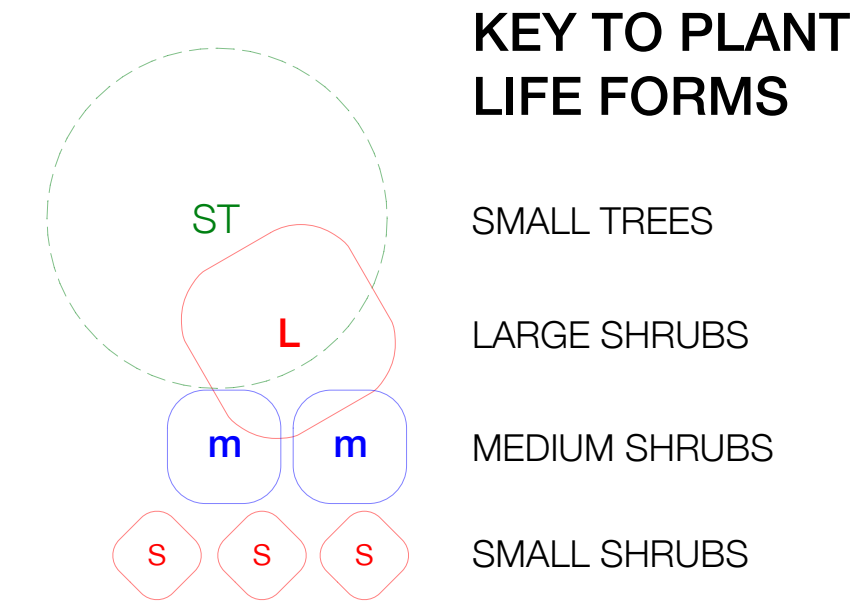 KEY TO PLANT
LIFE FORMS
ST
SMALL TREES
L
LARGE SHRUBS
m m
MEDIUM SHRUBS
S S S
SMALL SHRUBS